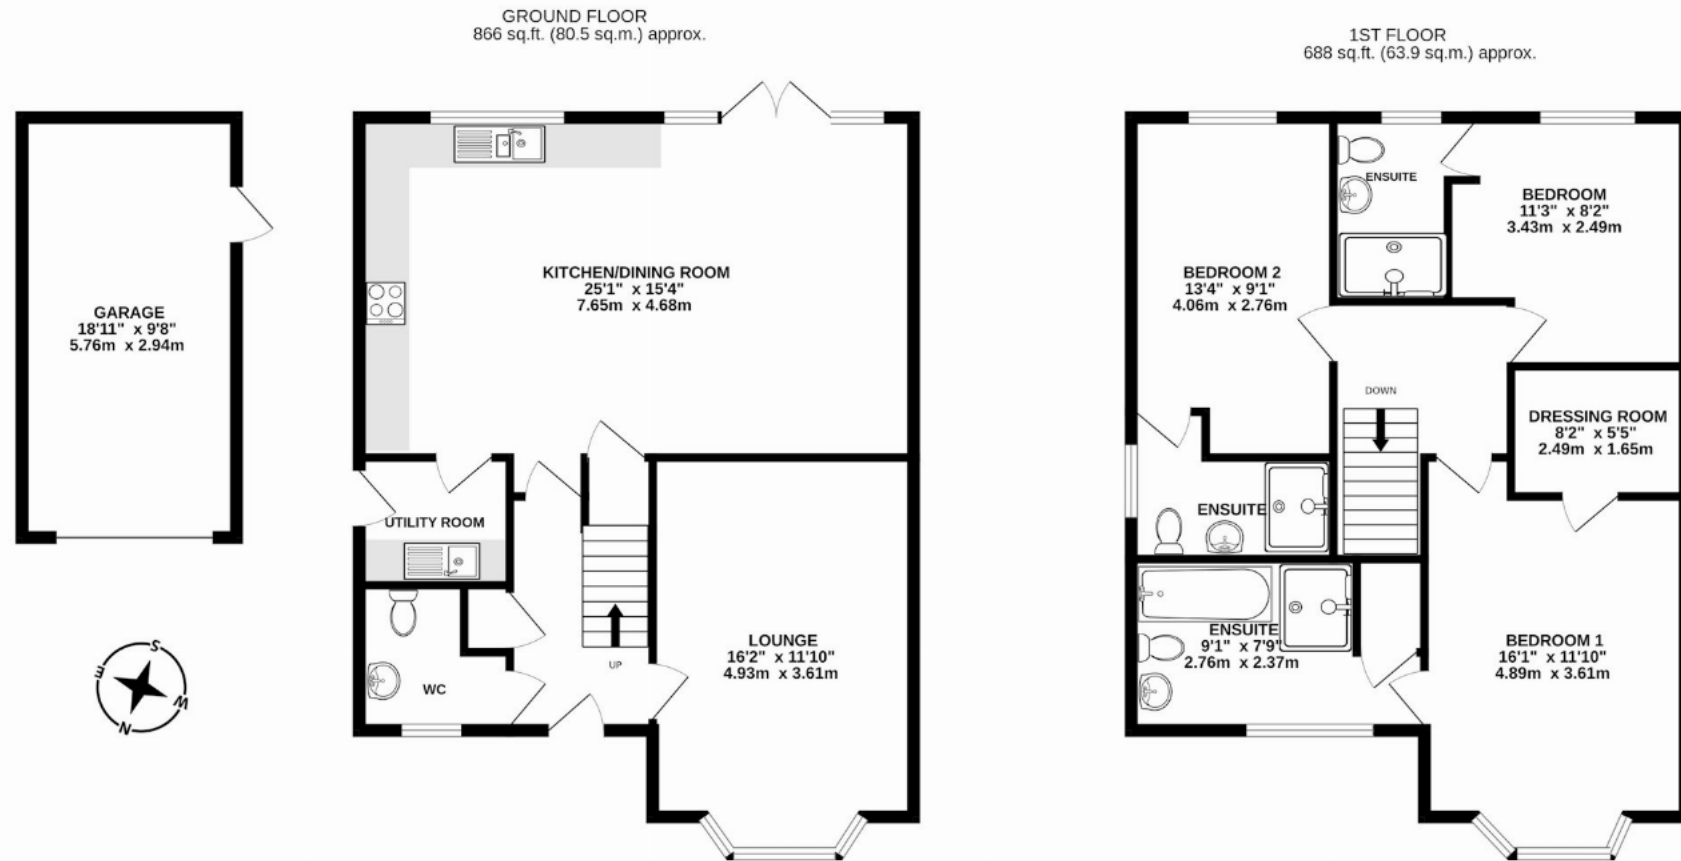 GROUND FLOOR
866 sq.ft. (80.5 sq.m.) approx.
GARAGE
18'11" x 9'8"
5.76m x 2.94m
KITCHEN/DINING ROOM
25'1" x 15'4"
7.65m x 4.68m
UTILITY ROOM
WC
UP
LOUNGE
16'2" x 11'10"
4.93m x 3.61m
S
E
W
N
1ST FLOOR
688 sq.ft. (63.9 sq.m.) approx.
ENSUITE
BEDROOM
11'3" x 8'2"
3.43m x 2.49m
BEDROOM 2
13'4" x 9'1"
4.06m x 2.76m
DOWN
DRESSING ROOM
8'2" x 5'5"
2.49m x 1.65m
ENSUITE
ENSUITE
9'1" x 7'9"
2.76m x 2.37m
BEDROOM 1
16'1" x 11'10"
4.89m x 3.61m